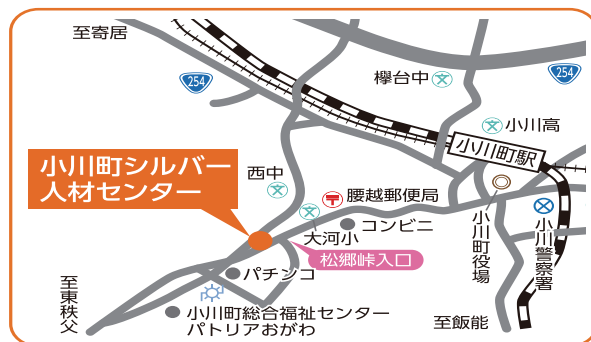 至寄居
254
欅台中
254
小川高
小川町駅
小川町シルバー
人材センター
西中
腰越郵便局
コンビニ
大河小
小川町役場
小川警察署
松郷峠入口
パチンコ
至東秩父
小川町総合福祉センター
パトリアおがわ
至飯能